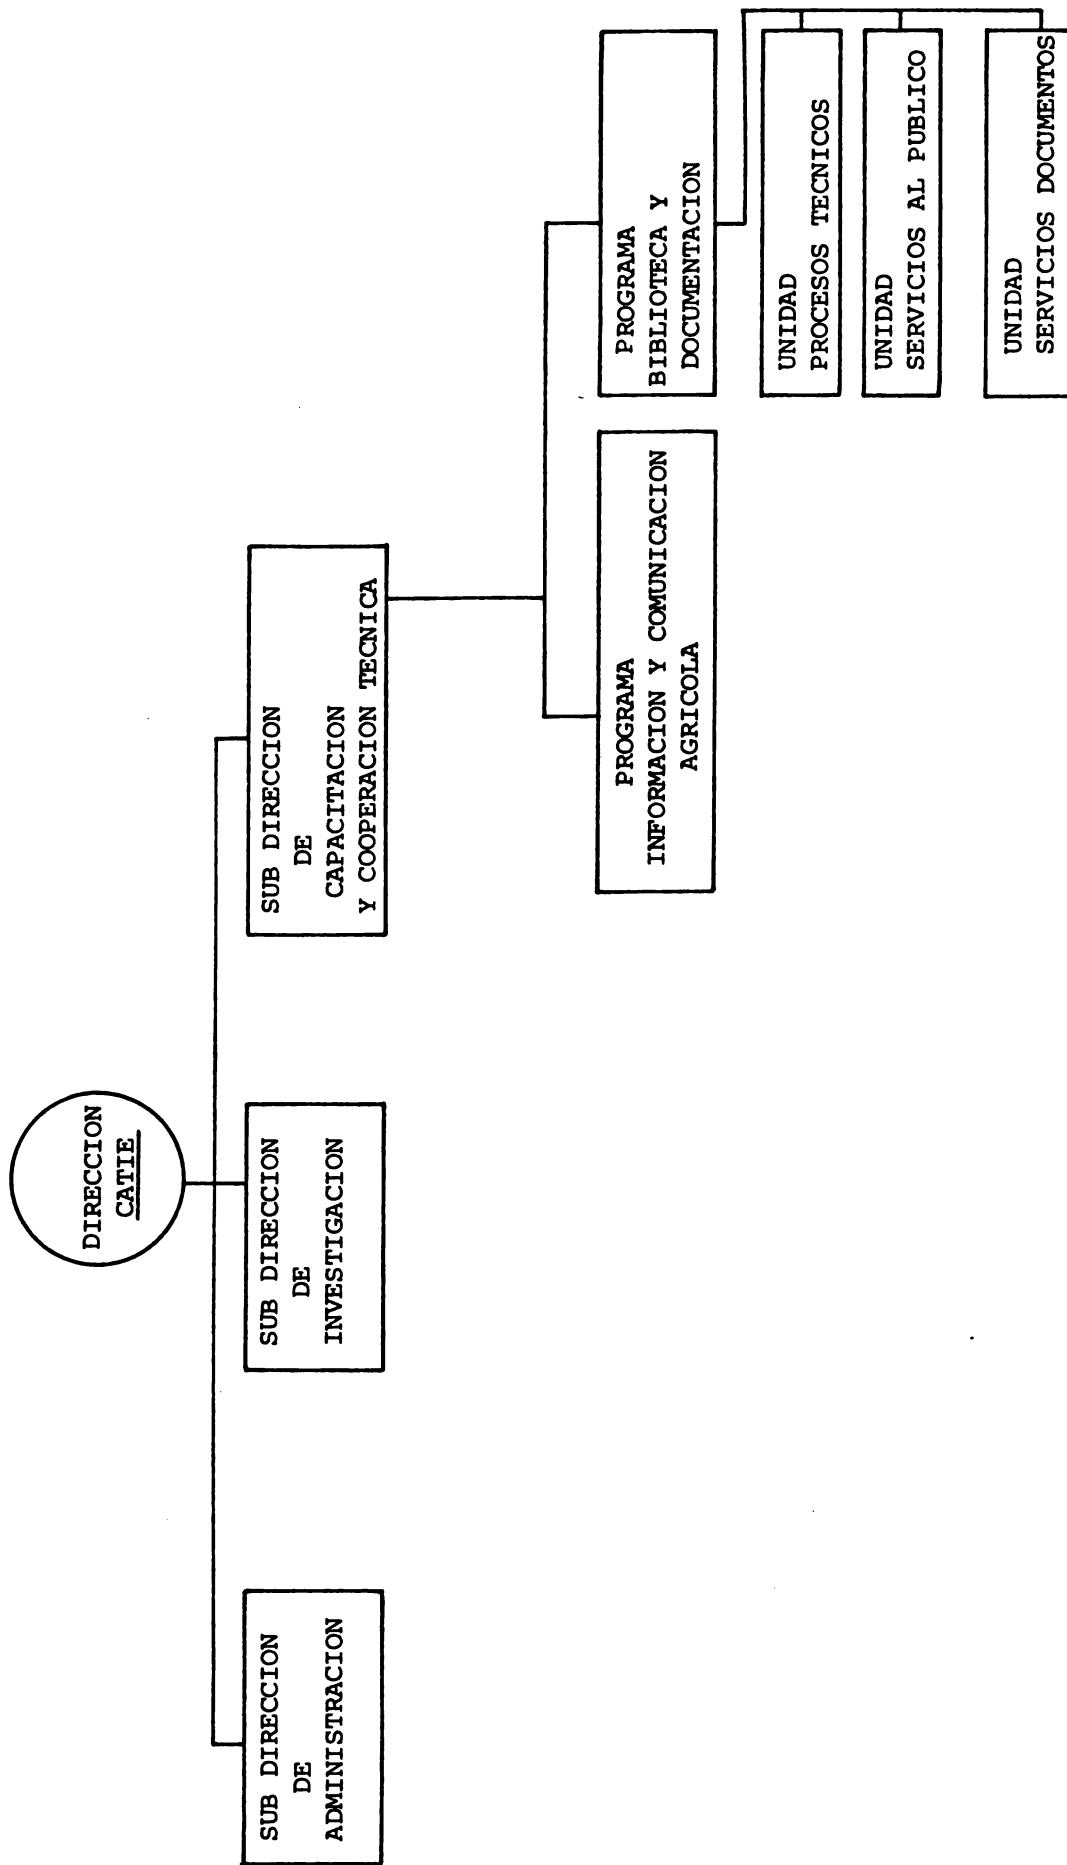 DIRECCION
CATIE
SUB DIRECCION
DE
ADMINISTRACION
SUB DIRECCION
DE
INVESTIGACION
SUB DIRECCION
DE
CAPACITACION
Y COOPERACION TECNICA
PROGRAMA
INFORMACION Y COMUNICACION
AGRICOLA
PROGRAMA
BIBLIOTECA Y
DOCUMENTACION
UNIDAD
PROCESOS TECNICOS
UNIDAD
SERVICIOS AL PUBLICO
UNIDAD
SERVICIOS DOCUMENTOS